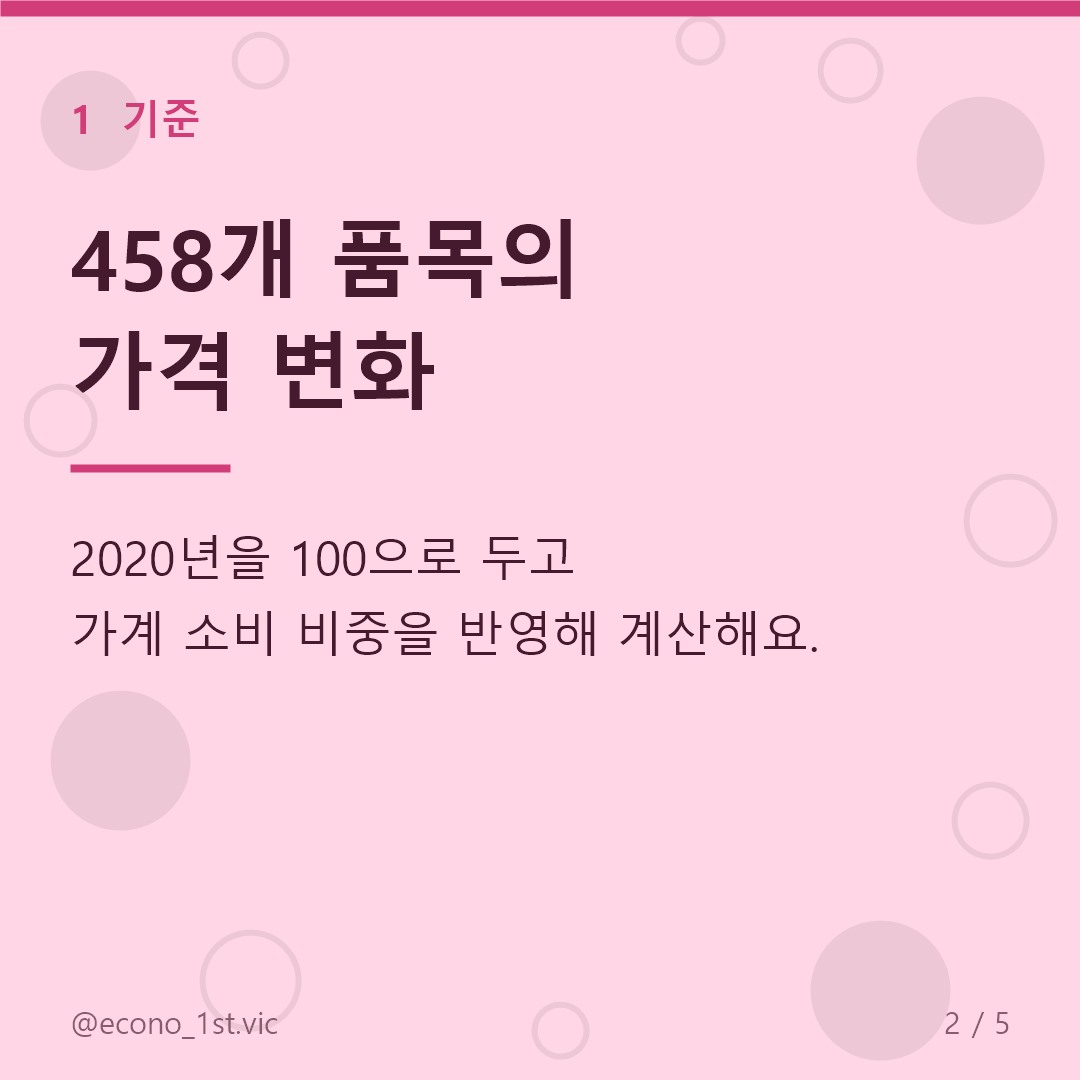 1 기준
458개 품목의
가격 변화
2020년을 100으로 두고
가계 소비 비중을 반영해 계산해요.
@econo_1st.vic
2 / 5